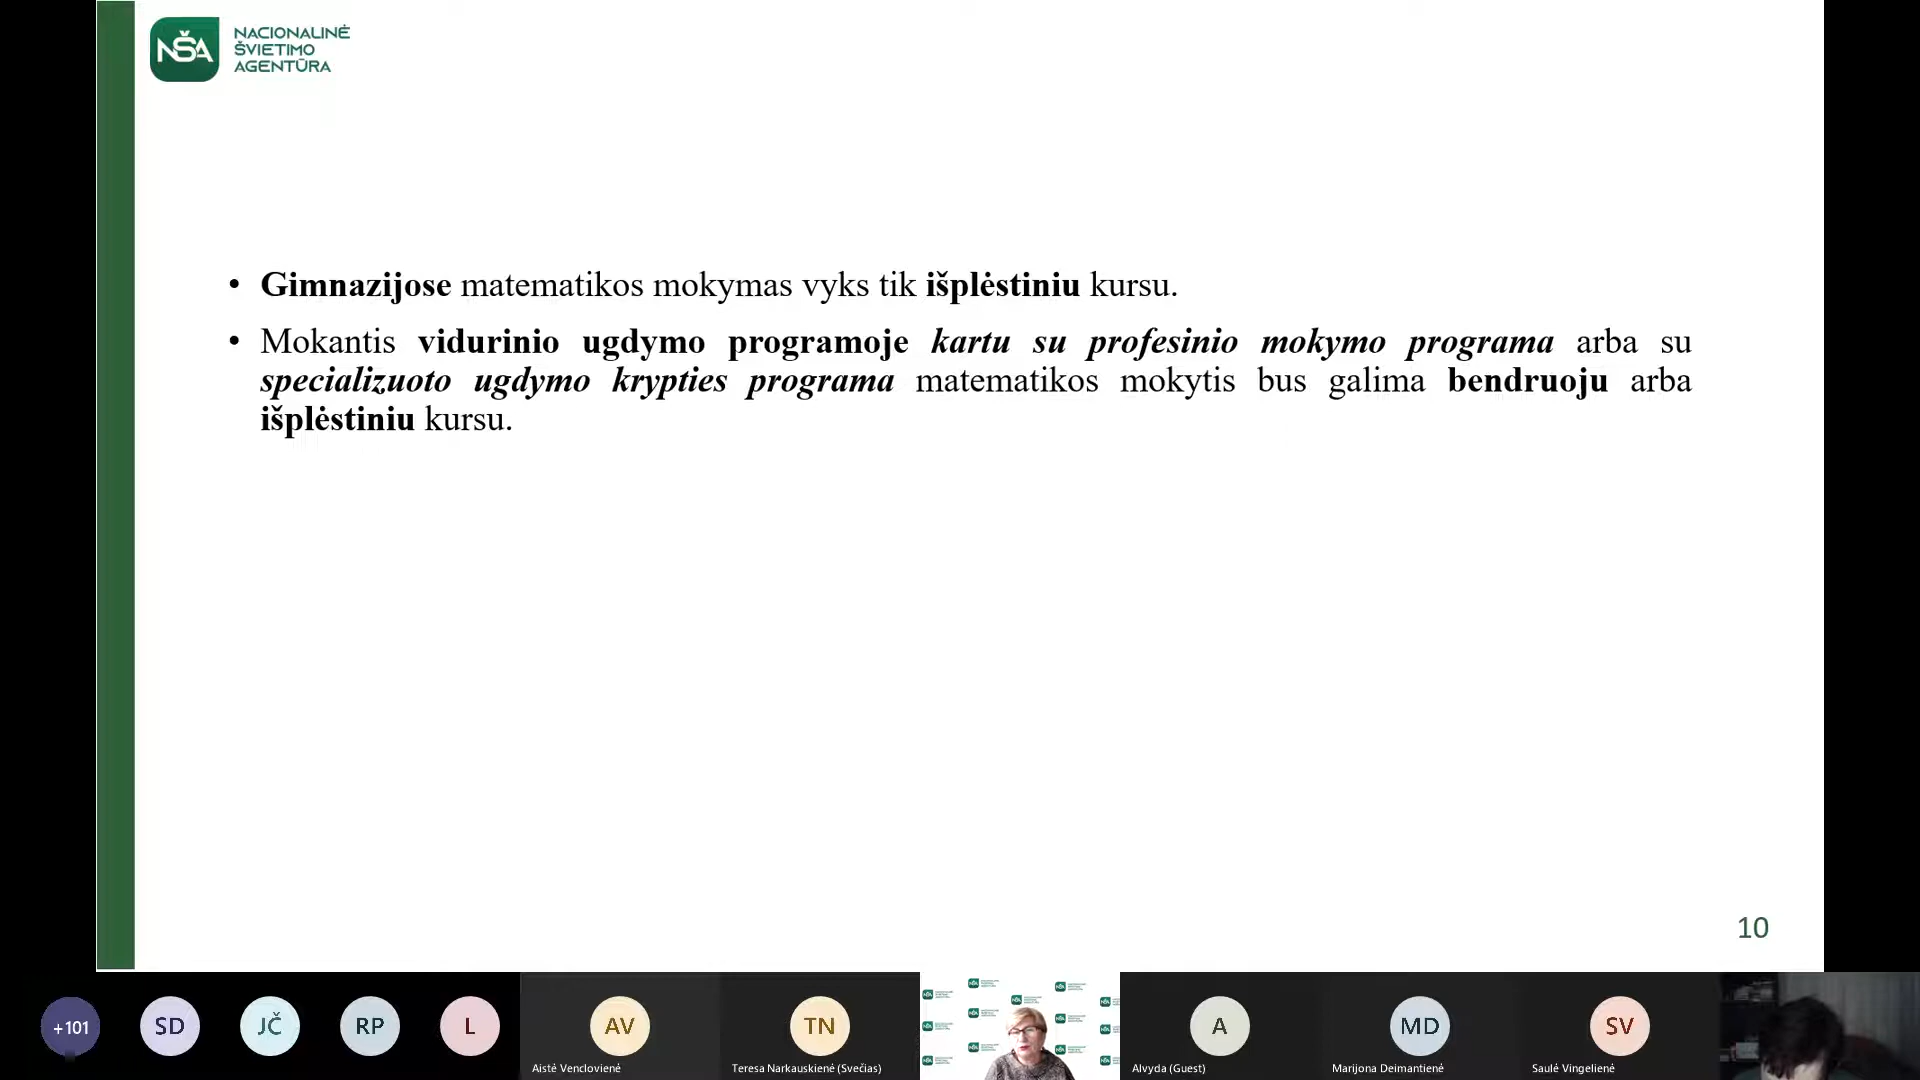 NŠA
NACIONALINĖ
ŠVIETIMO
AGENTŪRA
• Gimnazijose matematikos mokymas vyks tik išplėstiniu kursu.
• Mokantis vidurinio ugdymo programoje kartu su profesinio mokymo programa arba su
specializuoto ugdymo krypties programa matematikos mokytis bus galima bendruoju arba
išplėstiniu kursu.
10
+101
SD
JČ
RP
L
AV
TN
A
MD
SV
Aistė Venclovienė
Teresa Narkauskienė (Svečias)
Alvyda (Guest)
Marijona Deimantienė
Saulė Vingelienė